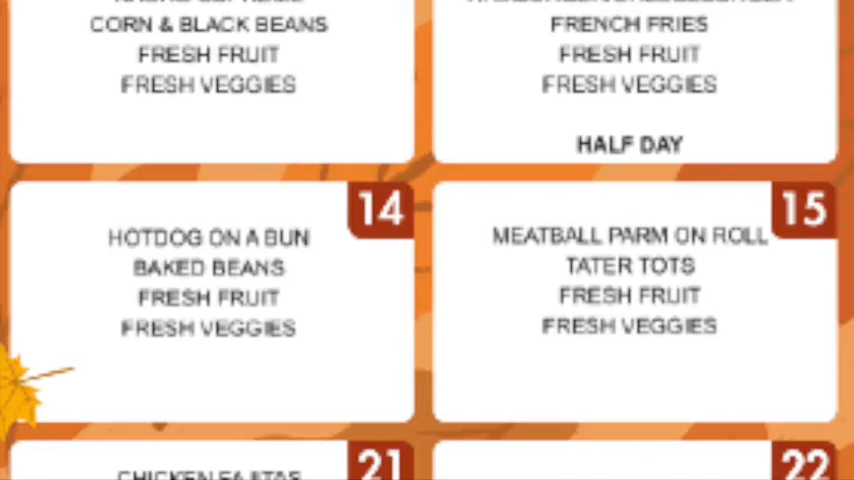 CORN & BLACK BEANS
FRESH FRUIT
FRESH VEGGIES
FRENCH FRIES
FRESH FRUIT
FRESH VEGGIES
HALF DAY
14
HOTDOG ON A BUN
BAKED BEANS
FRESH FRUIT
FRESH VEGGIES
15
MEATBALL PARM ON ROLL
TATER TOTS
FRESH FRUIT
FRESH VEGGIES
21
CHICKEN FAJITAS
22